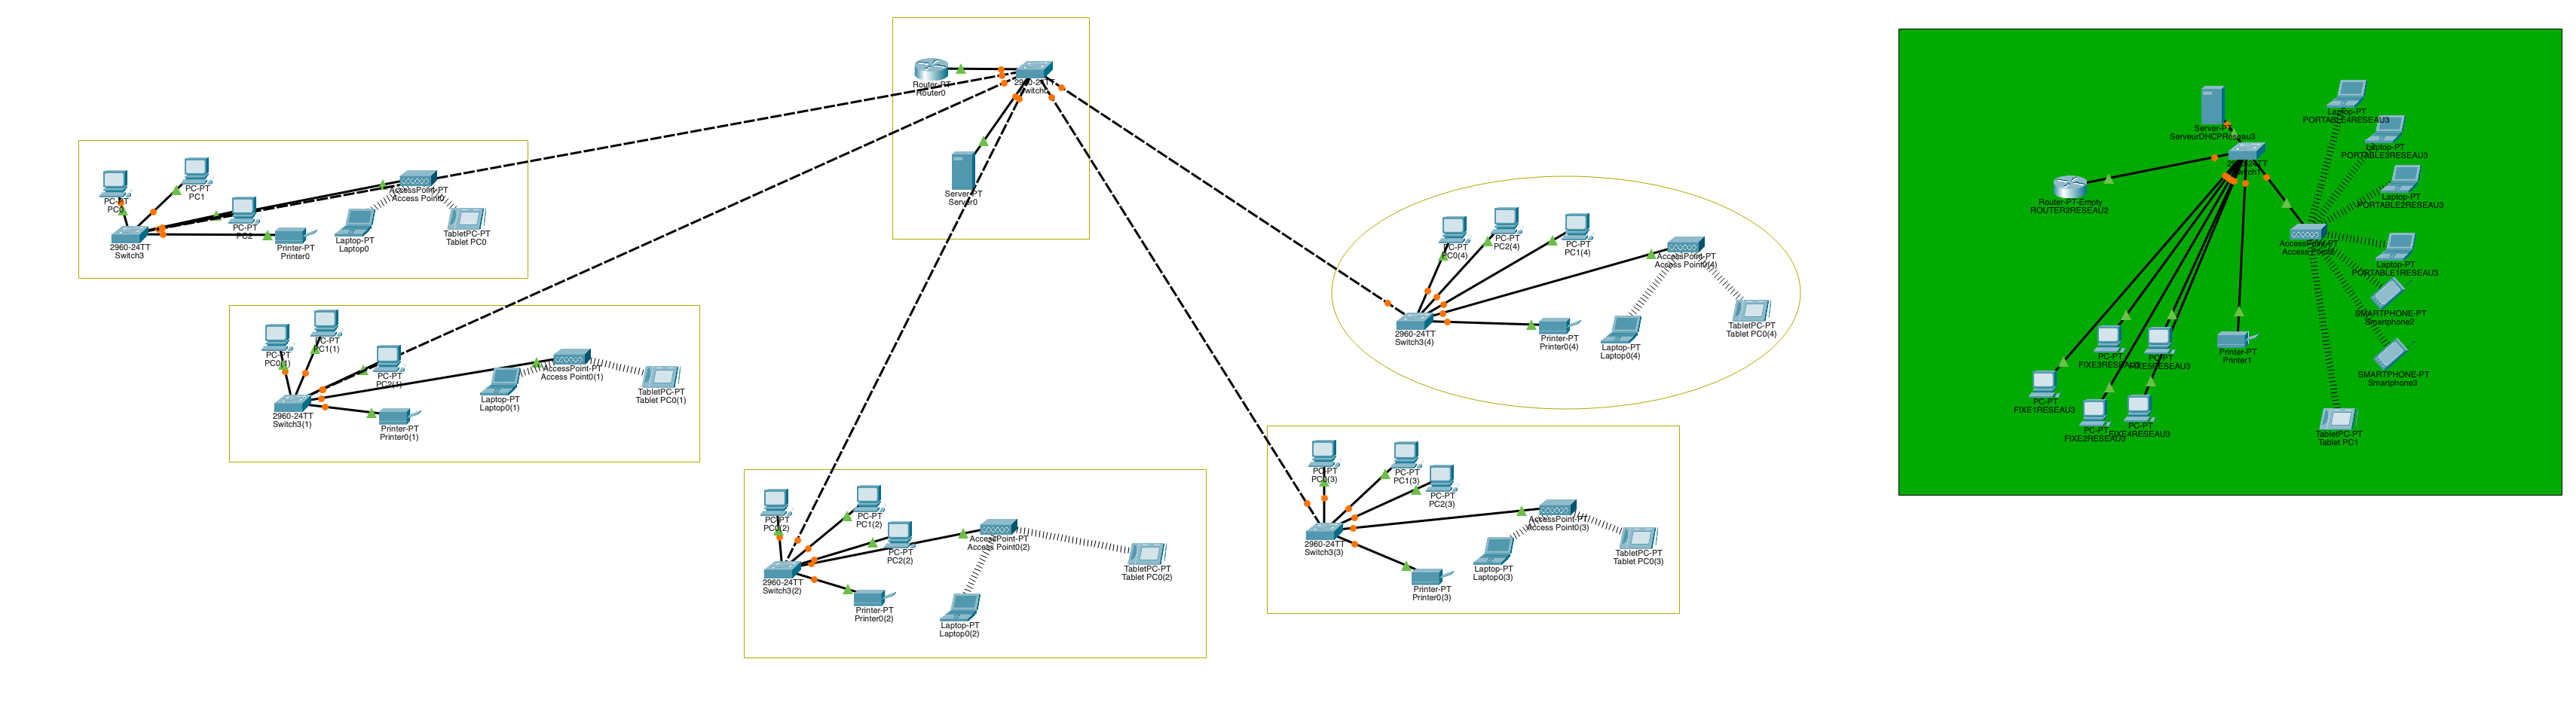 Router-PT
Router0
2960-24TT
Server-PT
Server0
PC-PT
PC0
PC-PT
PC1
PC-PT
PC2
2960-24TT
Switch3
Printer-PT
Printer0
AccessPoint-PT
Access Point0
Laptop-PT
Laptop0
TabletPC-PT
Tablet PC0
PC-PT
PC0(1)
PC-PT
PC1(1)
PC-PT
PC2(1)
2960-24TT
Switch3(1)
Printer-PT
Printer0(1)
AccessPoint-PT
Access Point0(1)
Laptop-PT
Laptop0(1)
TabletPC-PT
Tablet PC0(1)
PC-PT
PC0(2)
PC-PT
PC1(2)
PC-PT
PC2(2)
2960-24TT
Switch3(2)
Printer-PT
Printer0(2)
AccessPoint-PT
Access Point0(2)
Laptop-PT
Laptop0(2)
TabletPC-PT
Tablet PC0(2)
PC-PT
PC0(3)
PC-PT
PC1(3)
PC-PT
PC2(3)
2960-24TT
Switch3(3)
Printer-PT
Printer0(3)
AccessPoint-PT
Access Point0(3)
Laptop-PT
Laptop0(3)
TabletPC-PT
Tablet PC0(3)
PC-PT
PC0(4)
PC-PT
PC2(4)
PC-PT
PC1(4)
2960-24TT
Switch3(4)
Printer-PT
Printer0(4)
AccessPoint-PT
Access Point0(4)
Laptop-PT
Laptop0(4)
TabletPC-PT
Tablet PC0(4)
Server-PT
ServeurDHCPRéseau3
Router-PT-Empty
ROUTER2RESEAU2
Laptop-PT
PORTABLE4RESEAU3
Laptop-PT
PORTABLE3RESEAU3
Laptop-PT
PORTABLE2RESEAU3
AccessPoint-PT
Laptop-PT
PORTABLE1RESEAU3
SMARTPHONE-PT
Smartphone2
SMARTPHONE-PT
Smartphone3
Printer-PT
Printer1
PC-PT
FIXE3RESEAU3
PC-PT
FIXE5RESEAU3
PC-PT
FIXE1RESEAU3
PC-PT
FIXE2RESEAU3
PC-PT
FIXE4RESEAU3
TabletPC-PT
Tablet PC1